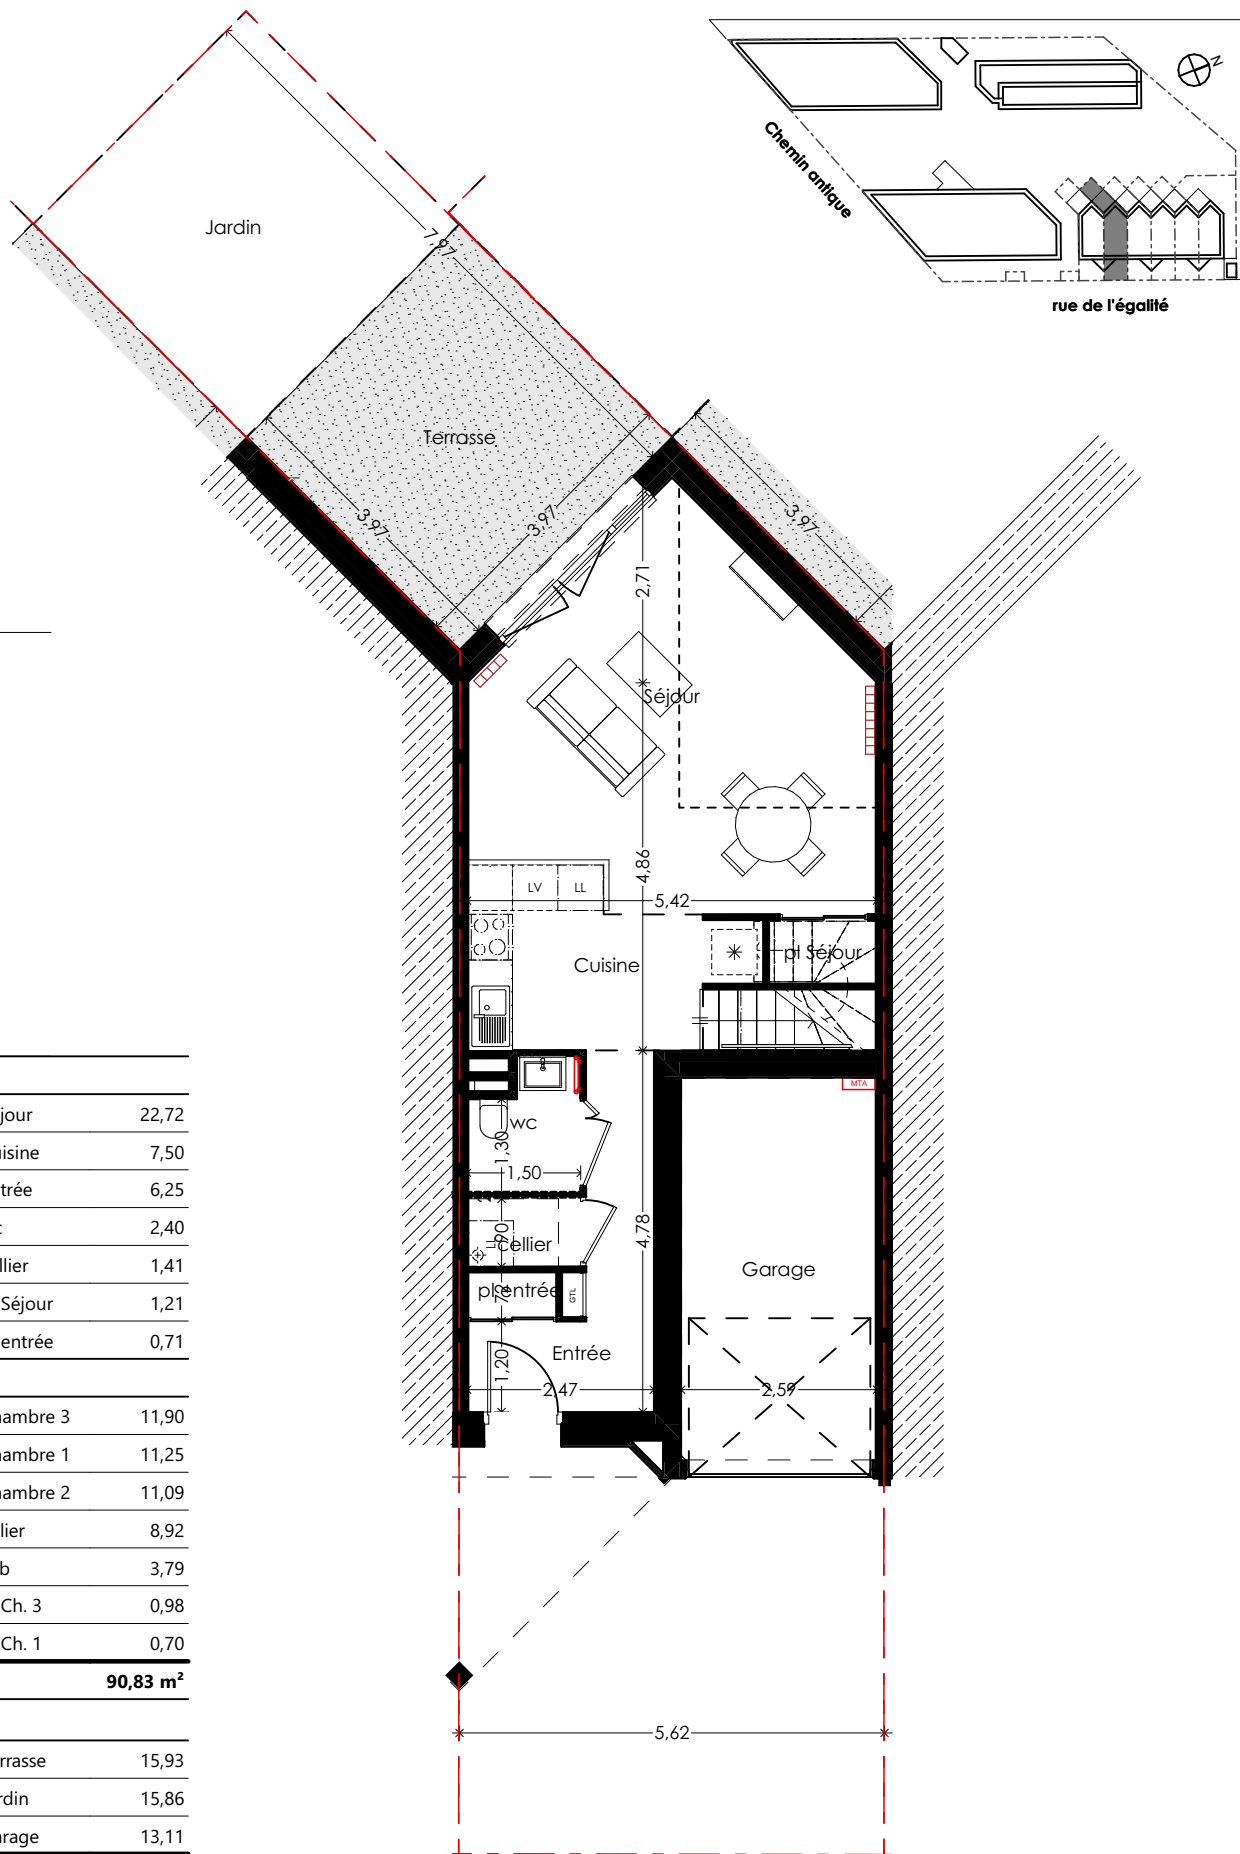 N
Chemin antique
rue de l'égalité
Jardin
7,97
Terrasse
3,97
3,97
3,97
2,71
Séjour
4,86
LV
LL
5,42
Cuisine
pl Séjour
MTA
wc
1,30
1,50
4,78
cellier
,90
pl entrée
,72
GTL
Garage
Entrée
1,20
2,47
2,59
5,62
jour 22,72
isine 7,50
trée 6,25
2,40
llier 1,41
Séjour 1,21
entrée 0,71
ambre 3 11,90
ambre 1 11,25
ambre 2 11,09
lier 8,92
b 3,79
Ch. 3 0,98
Ch. 1 0,70
90,83 m²
rrasse 15,93
rdin 15,86
arage 13,11